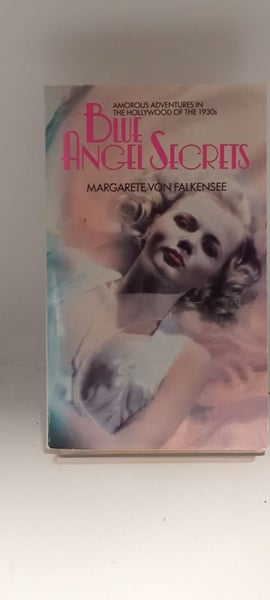 AMOROUS ADVENTURES IN
THE HOLLYWOOD OF THE 1930s
BLUE
ANGEL SECRETS
MARGARETE VON FALKENSEE